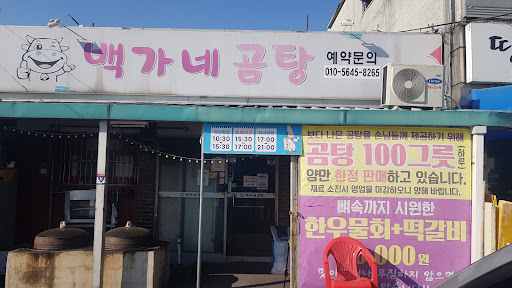 백가네 곰탕
예약문의
010-5645-8265
10:30 15:30 17:00
15:30 17:00 21:00
보다 나은 곰탕을 손님들께 제공하기 위해
곰탕 100그릇 (하루)
양만 한정 판매하고 있습니다.
재료 소진시 영업을 마감하오니 양해 바랍니다.
뼈속까지 시원한
한우물회+떡갈비
,000원